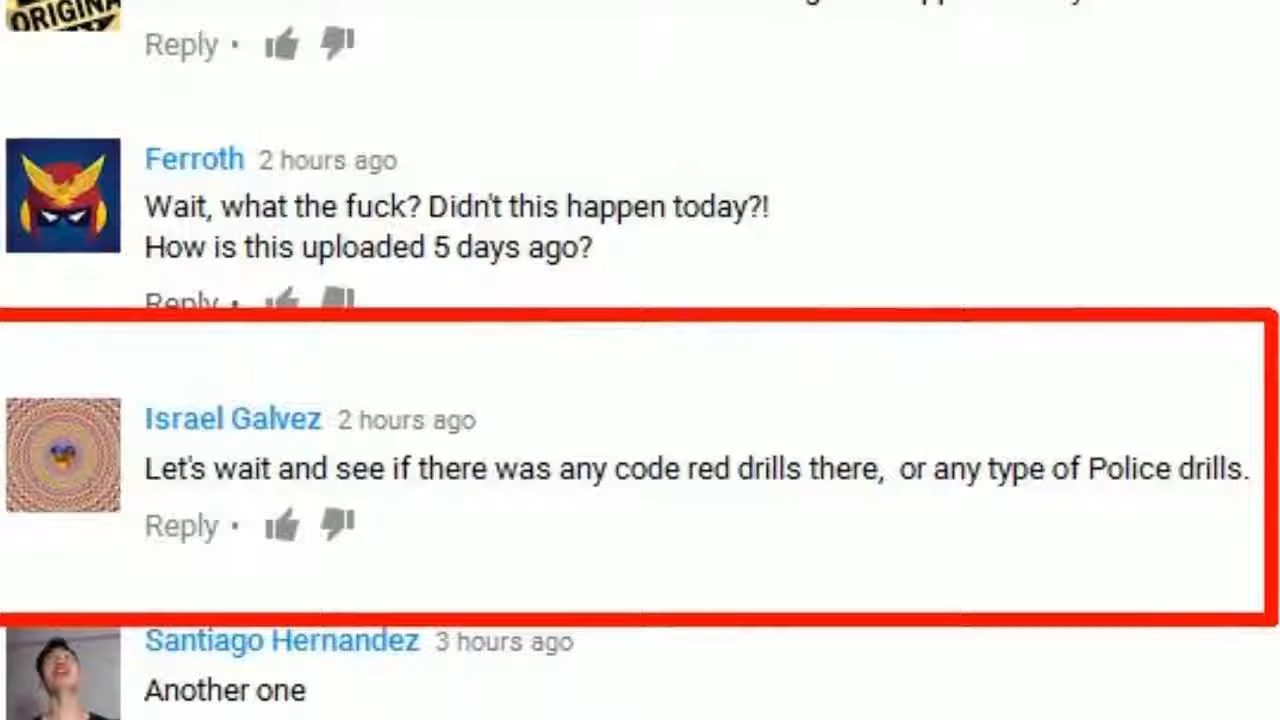 ORIGINA
Reply •
Ferroth 2 hours ago
Wait, what the fuck? Didn't this happen today?!
How is this uploaded 5 days ago?
Reply •
Israel Galvez 2 hours ago
Let's wait and see if there was any code red drills there, or any type of Police drills.
Reply •
Santiago Hernandez 3 hours ago
Another one